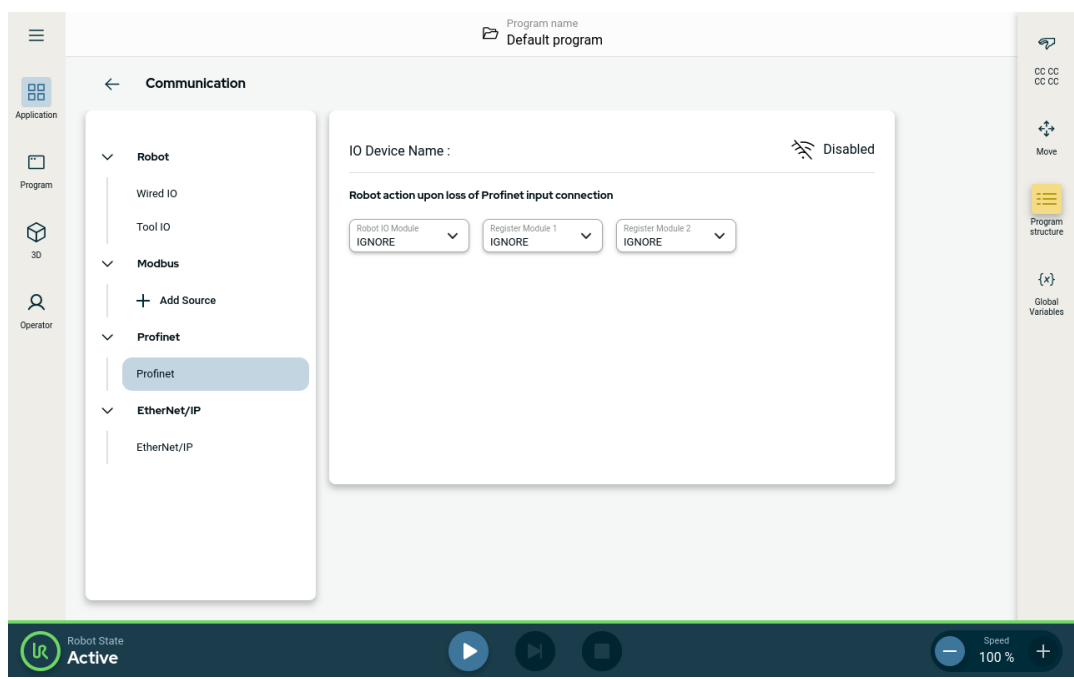 Program name
Default program
Communication
Application
Program
3D
Operator
Robot
Wired IO
Tool IO
Modbus
Add Source
Profinet
Profinet
EtherNet/IP
EtherNet/IP
IO Device Name :
Disabled
Robot action upon loss of Profinet input connection
Robot IO Module
IGNORE
Register Module 1
IGNORE
Register Module 2
IGNORE
CC CC
CC CC
Move
Program
structure
{x}
Global
Variables
UR
Robot State
Active
Speed
100 %